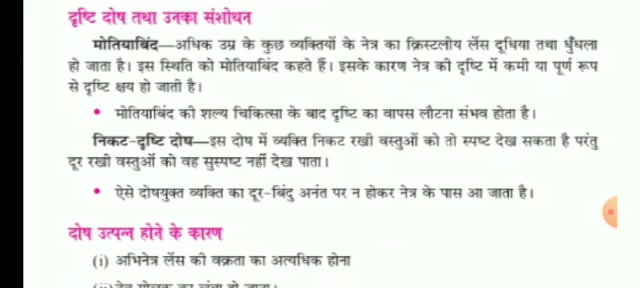 दृष्टि दोष तथा उनका संशोधन
मोतियाबिंद—अधिक उम्र के कुछ व्यक्तियों के नेत्र का क्रिस्टलीय लेंस दूधिया तथा धुँधला
हो जाता है। इस स्थिति को मोतियाबिंद कहते हैं। इसके कारण नेत्र की दृष्टि में कमी या पूर्ण रूप
से दृष्टि क्षय हो जाती है।
• मोतियाबिंद की शल्य चिकित्सा के बाद दृष्टि का वापस लौटना संभव होता है।
निकट-दृष्टि दोष—इस दोष में व्यक्ति निकट रखी वस्तुओं को तो स्पष्ट देख सकता है परंतु
दूर रखी वस्तुओं को वह सुस्पष्ट नहीं देख पाता।
• ऐसे दोषयुक्त व्यक्ति का दूर-बिंदु अनंत पर न होकर नेत्र के पास आ जाता है।
दोष उत्पन्न होने के कारण
(i) अभिनेत्र लेंस की वक्रता का अत्यधिक होना